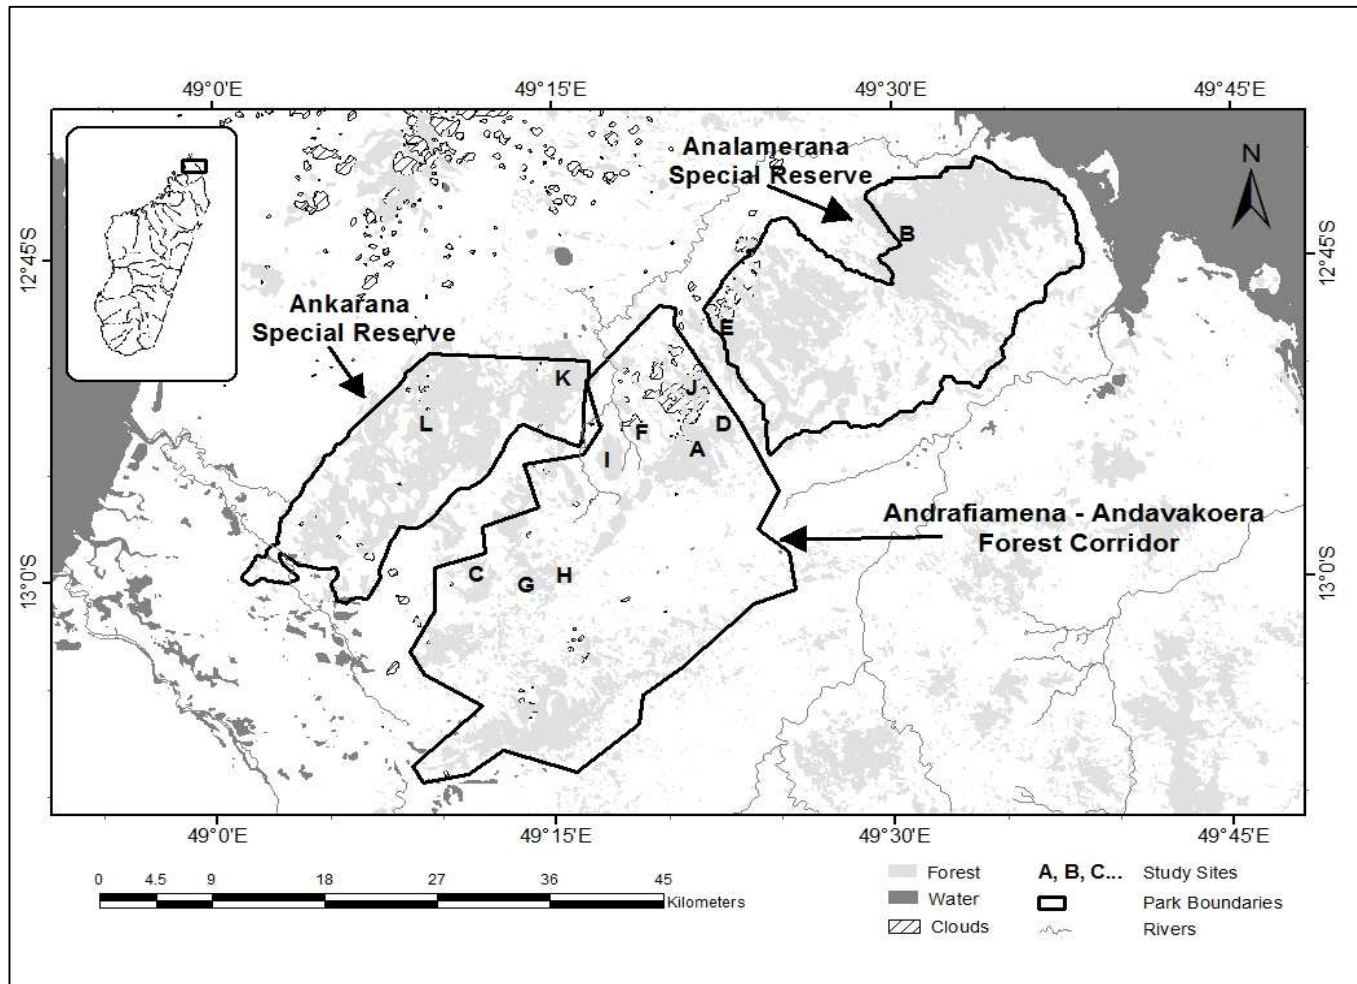 49°0'E
49°15'E
49°30'E
49°45'E
Analamerana
Special Reserve
N
B
12°45'S
12°45'S
Ankarana
Special Reserve
E
K
J
L
F
D
A
I
Andrafiamena - Andavakoera
Forest Corridor
C
G
H
13°0'S
13°0'S
49°0'E
49°15'E
49°30'E
49°45'E
0 4.5 9 18 27 36 45
Kilometers
Forest
Water
Clouds
A, B, C... Study Sites
Park Boundaries
Rivers